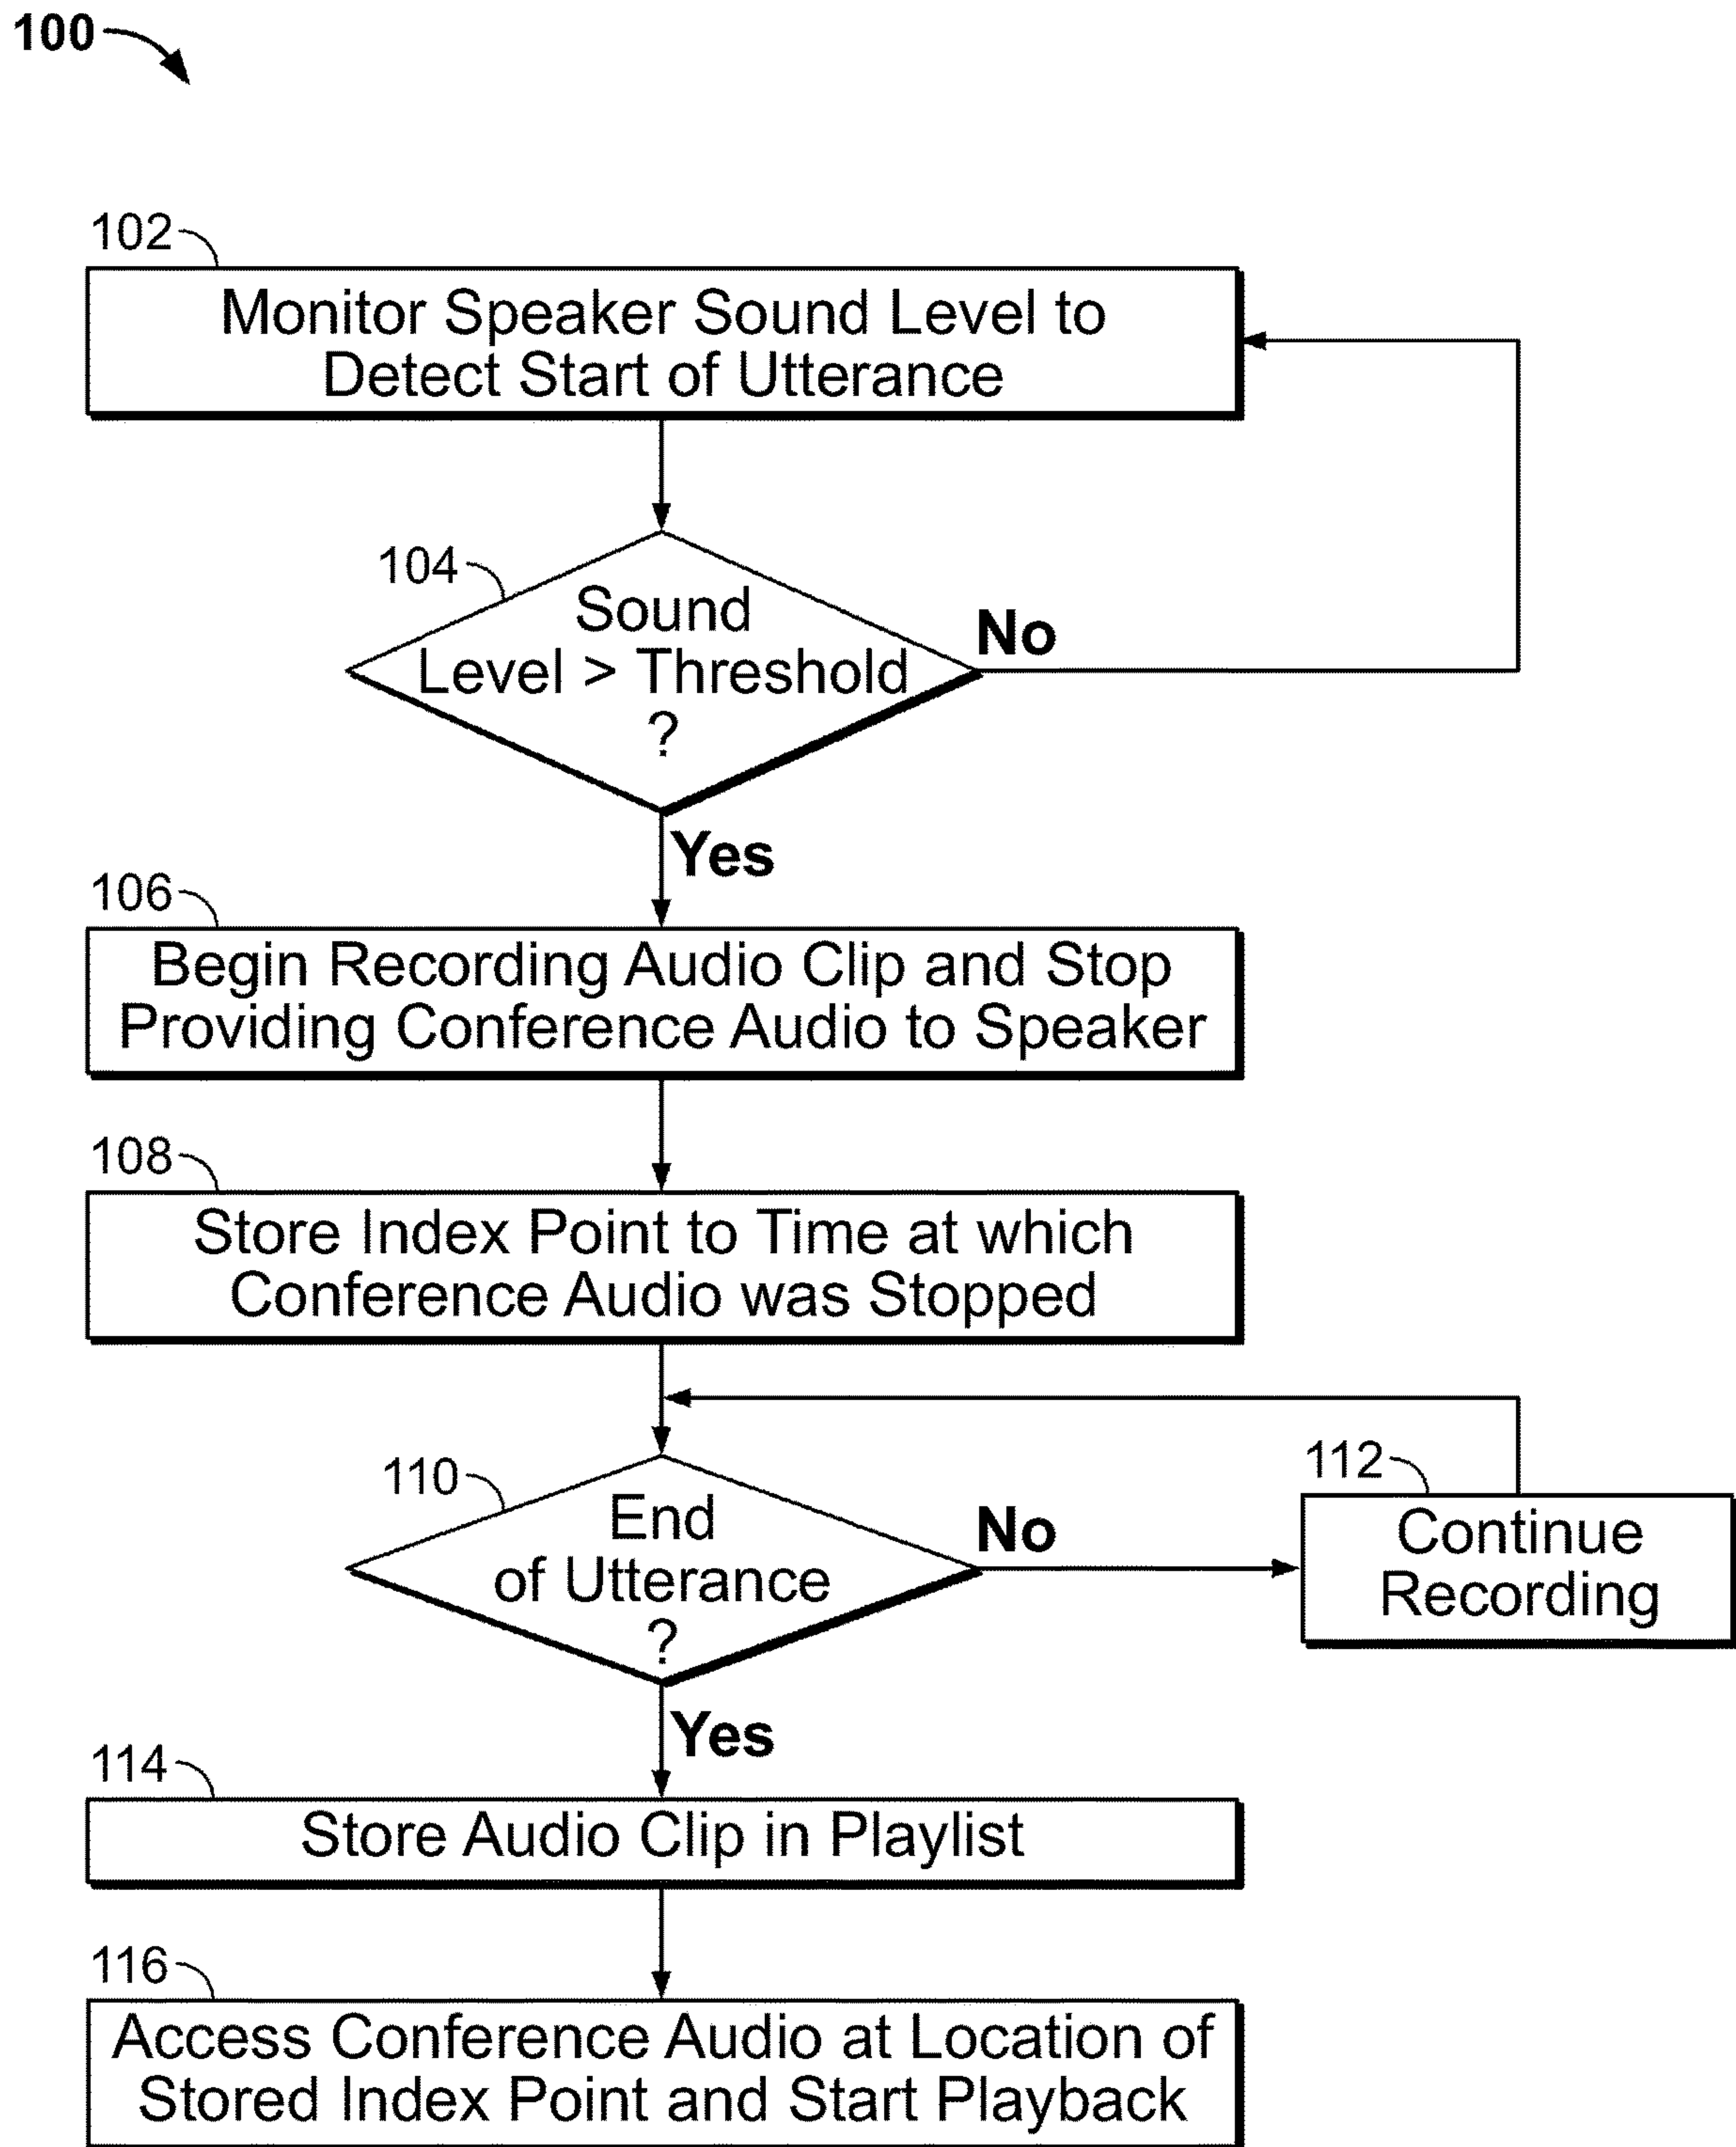 100
102
Monitor Speaker Sound Level to
Detect Start of Utterance
104
Sound
Level > Threshold
?
No
Yes
106
Begin Recording Audio Clip and Stop
Providing Conference Audio to Speaker
108
Store Index Point to Time at which
Conference Audio was Stopped
110
End
of Utterance
?
No
112
Continue
Recording
Yes
114
Store Audio Clip in Playlist
116
Access Conference Audio at Location of
Stored Index Point and Start Playback